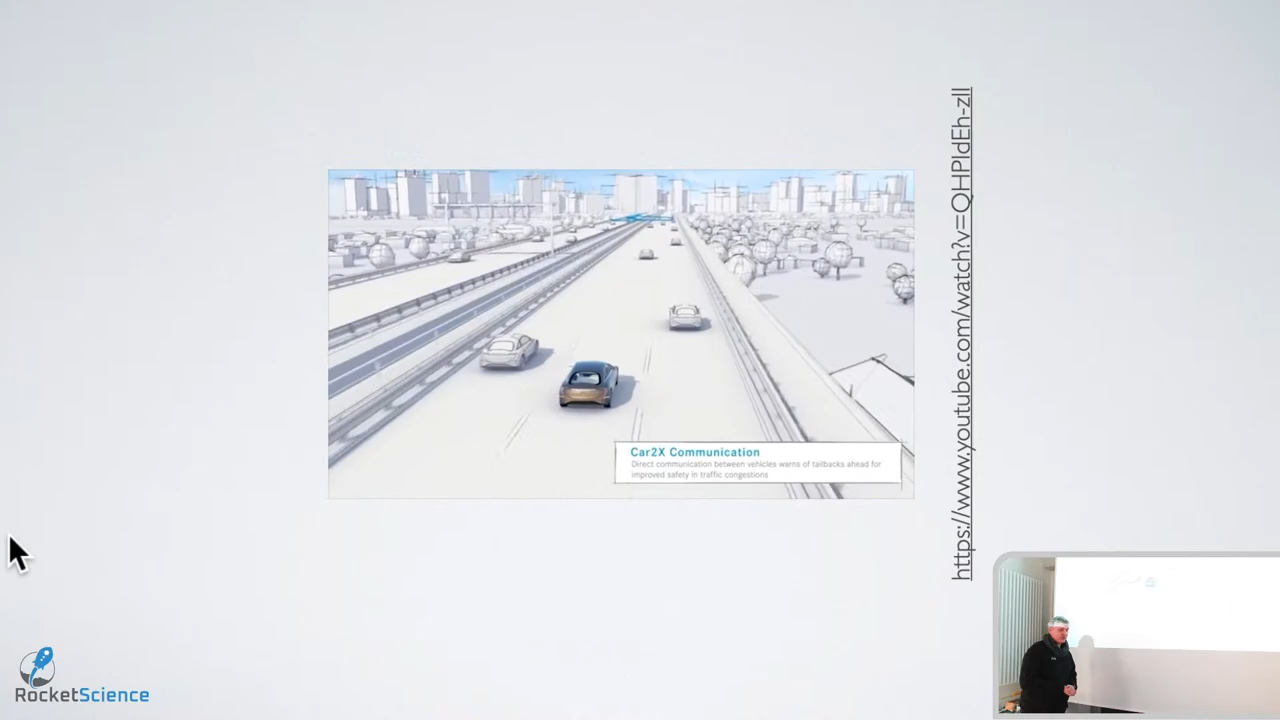 https://www.youtube.com/watch?v=QHPIdEh-zlI
Car2X Communication
Direct communication between vehicles warns of tailbacks ahead for
improved safety in traffic congestions
RocketScience